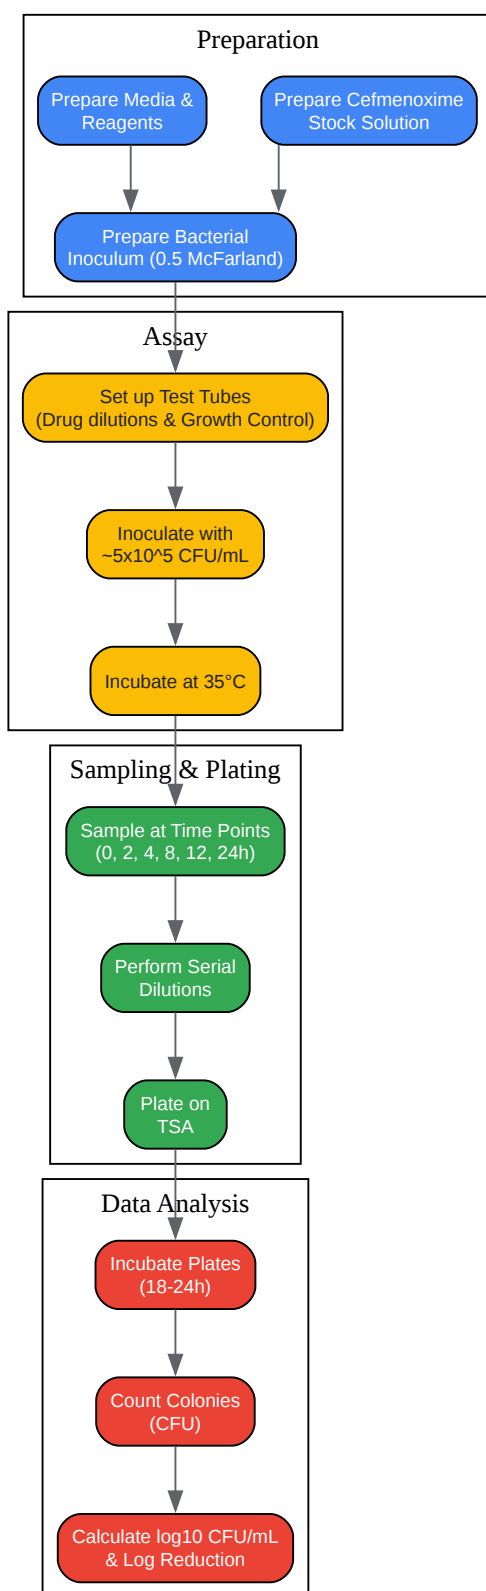 Preparation
Prepare Media &
Reagents
Prepare Cefmenoxime
Stock Solution
Prepare Bacterial
Inoculum (0.5 McFarland)
Assay
Set up Test Tubes
(Drug dilutions & Growth Control)
Inoculate with
~5x10^5 CFU/mL
Incubate at 35°C
Sampling & Plating
Sample at Time Points
(0, 2, 4, 8, 12, 24h)
Perform Serial
Dilutions
Plate on
TSA
Data Analysis
Incubate Plates
(18-24h)
Count Colonies
(CFU)
Calculate log10 CFU/mL
& Log Reduction